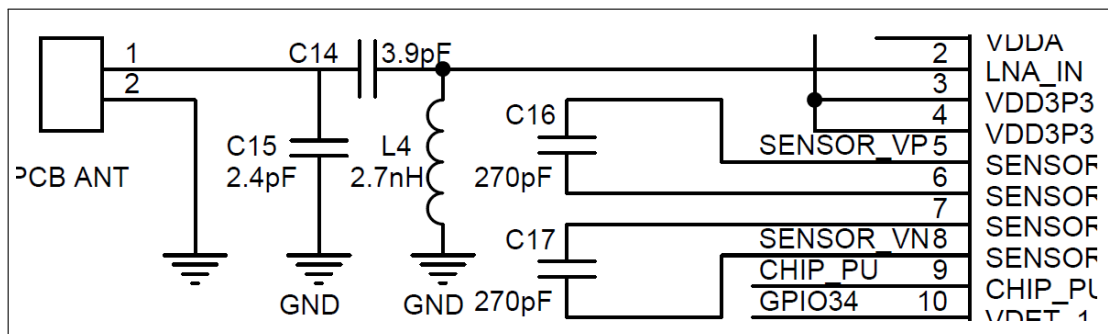 VDDA
1
C14
3.9pF
2
LNA_IN
2
3
VDD3P3
C16
4
VDD3P3
C15
L4
SENSOR_VP
5
SENSOR
PCB ANT
2.4pF
2.7nH
270pF
6
SENSOR
7
SENSOR
C17
SENSOR_VN
8
SENSOR
CHIP_PU
9
CHIP_PU
GND
GND
270pF
GPIO34
10
VDET_1